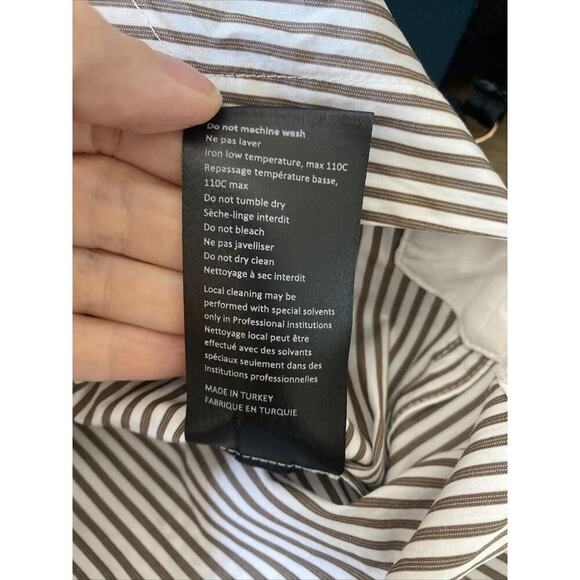 Do not machine wash
Ne pas laver
Iron low temperature, max 110C
Repassage température basse,
110C max
Do not tumble dry
Sèche-linge interdit
Do not bleach
Ne pas javelliser
Do not dry clean
Nettoyage à sec interdit
Local cleaning may be
performed with special solvents
only in Professional institutions
Nettoyage local peut être
effectué avec des solvants
spéciaux seulement dans des
institutions professionnelles
MADE IN TURKEY
FABRIQUE EN TURQUIE